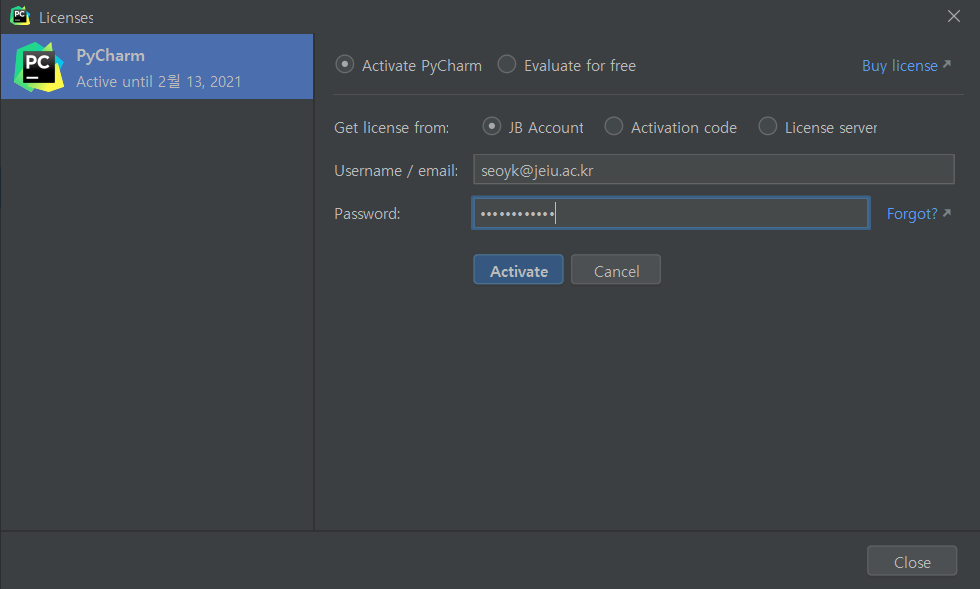 Licenses
PyCharm
Active until 2월 13, 2021
Activate PyCharm Evaluate for free Buy license
Get license from: JB Account Activation code License server
Username / email: seoyk@jeiu.ac.kr
Password: •••••••••••• Forgot?
Activate Cancel
Close